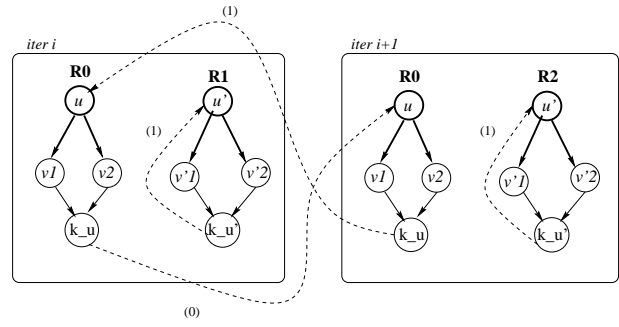 (1)
iter i
iter i+1
R0
R1
R0
R2
u
u'
u
u'
(1)
(1)
v1
v2
v'1
v'2
v1
v2
v'1
v'2
k_u
k_u'
k_u
k_u'
(0)